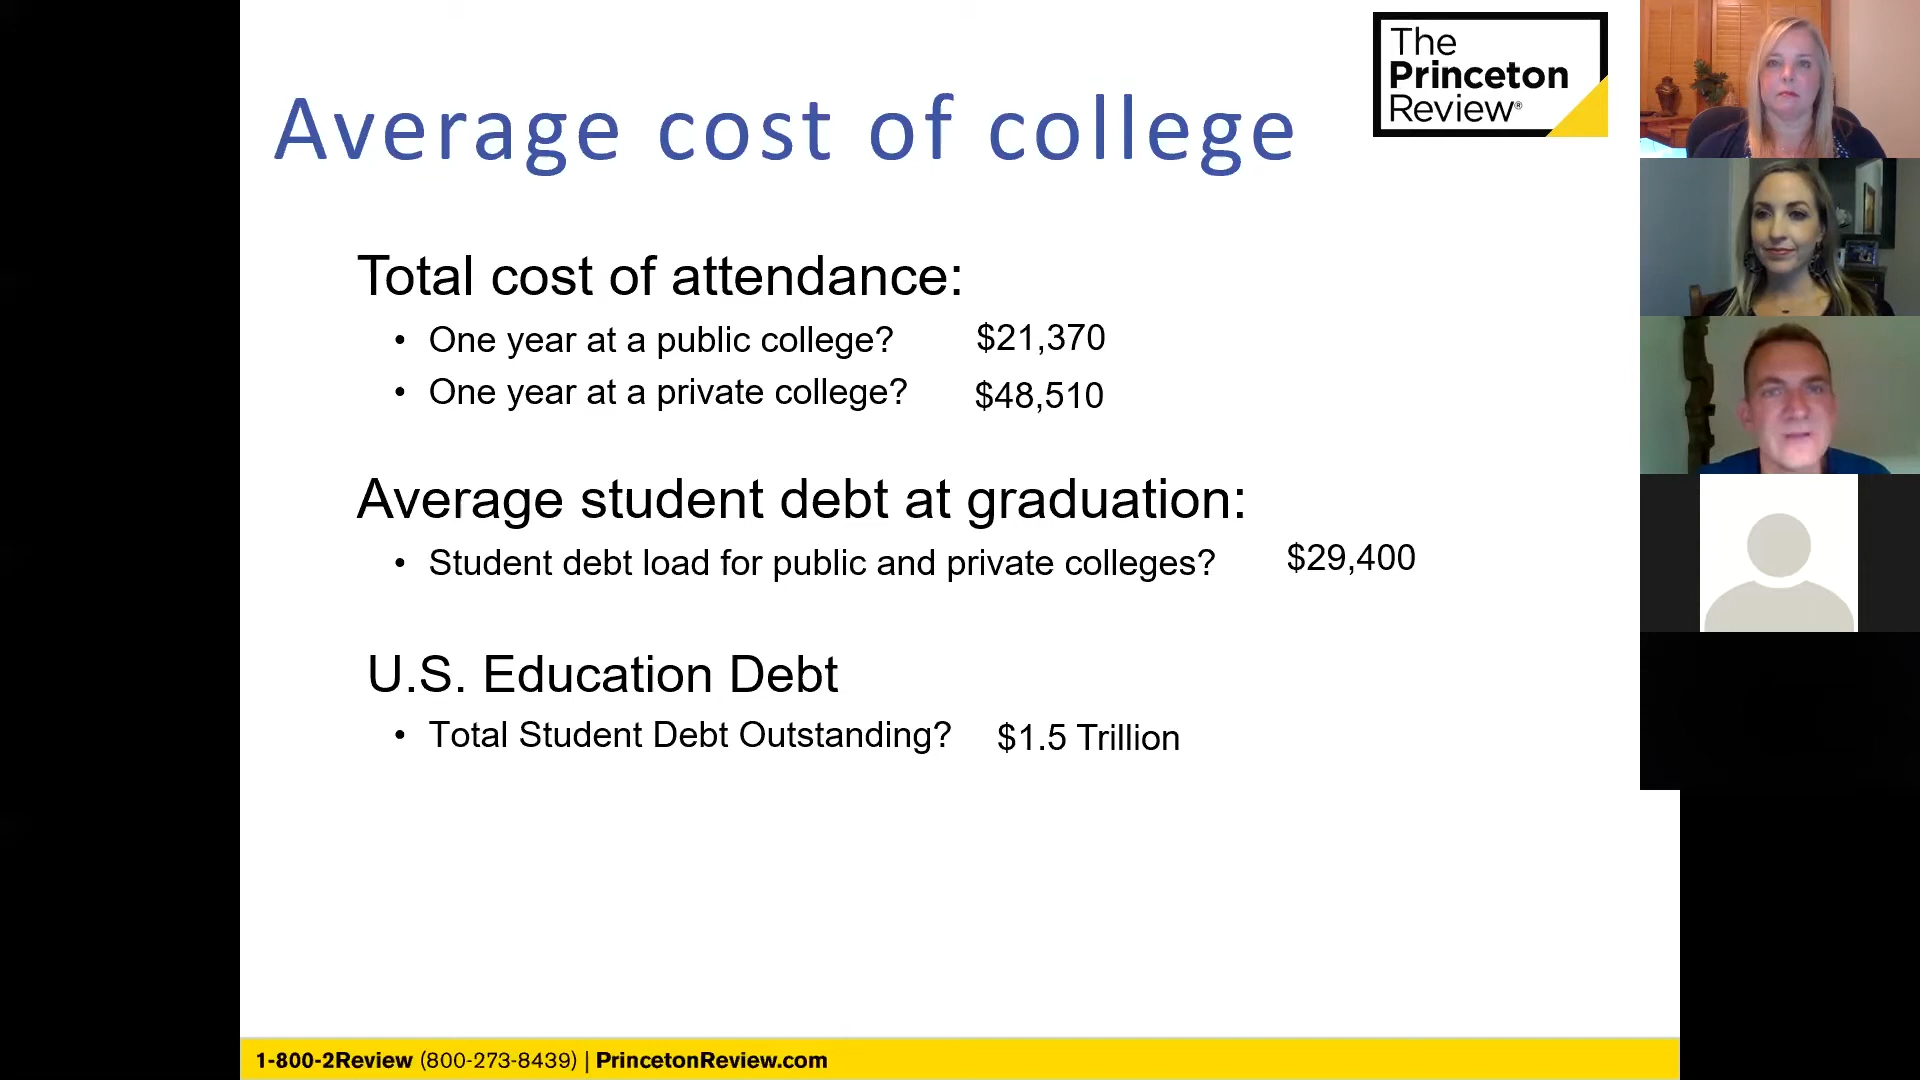 The
Princeton
Review®
Average cost of college
Total cost of attendance:
• One year at a public college? $21,370
• One year at a private college? $48,510
Average student debt at graduation:
• Student debt load for public and private colleges? $29,400
U.S. Education Debt
• Total Student Debt Outstanding? $1.5 Trillion
1-800-2Review (800-273-8439) | PrincetonReview.com